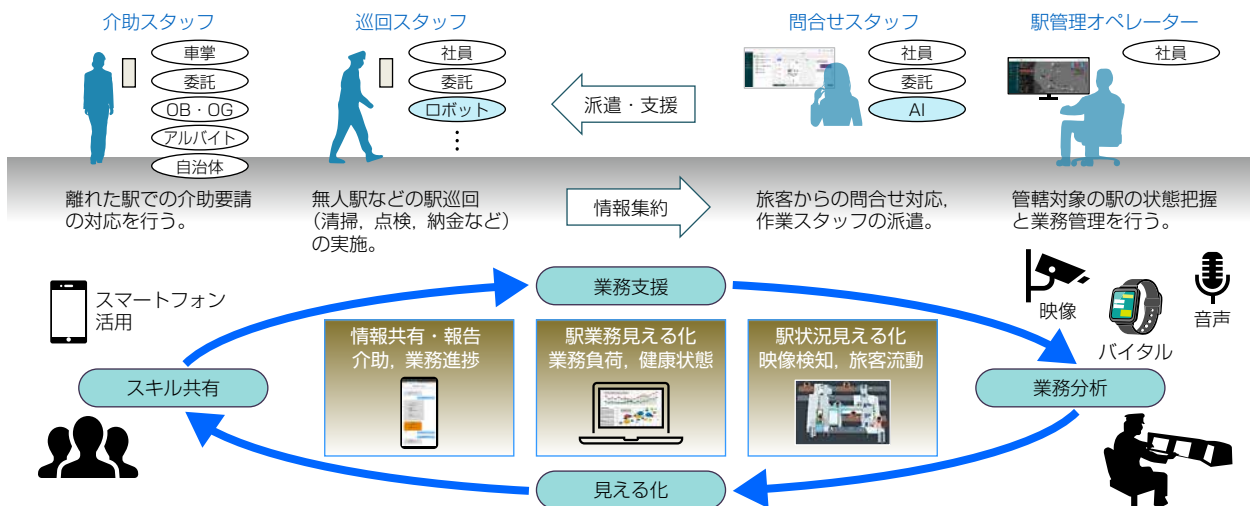 介助スタッフ
車掌
委託
OB・OG
アルバイト
自治体
離れた駅での介助要請
の対応を行う。
巡回スタッフ
社員
委託
ロボット
⋮
無人駅などの駅巡回
（清掃，点検，納金など）
の実施。
派遣・支援
情報集約
問合せスタッフ
社員
委託
AI
旅客からの問合せ対応，
作業スタッフの派遣。
駅管理オペレーター
社員
管轄対象の駅の状態把握
と業務管理を行う。
スマートフォン
活用
業務支援
映像
バイタル
音声
情報共有・報告
介助，業務進捗
駅業務見える化
業務負荷，健康状態
駅状況見える化
映像検知，旅客流動
スキル共有
業務分析
見える化